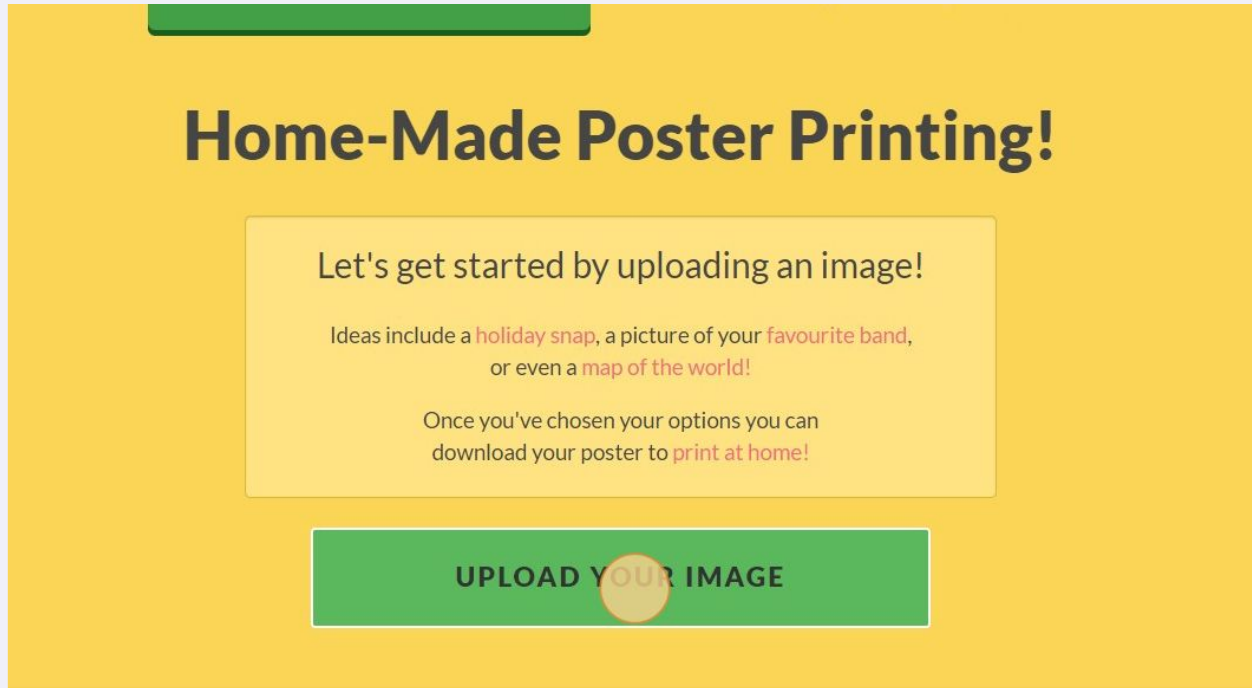 Home-Made Poster Printing!
Let's get started by uploading an image!
Ideas include a holiday snap, a picture of your favourite band,
or even a map of the world!
Once you've chosen your options you can
download your poster to print at home!
UPLOAD YOUR IMAGE